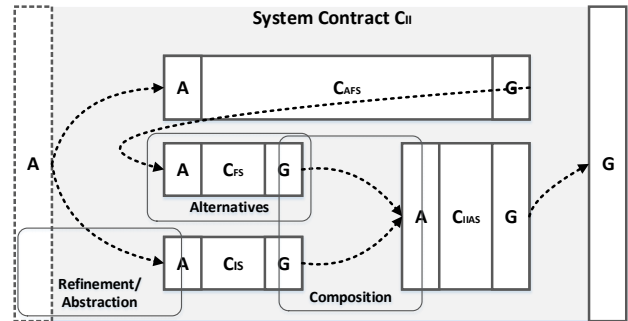 System Contract CII
A CAFS G
A
A CFS G
G
Alternatives
A CIIAS G
A CIS G
Refinement/
Abstraction
Composition